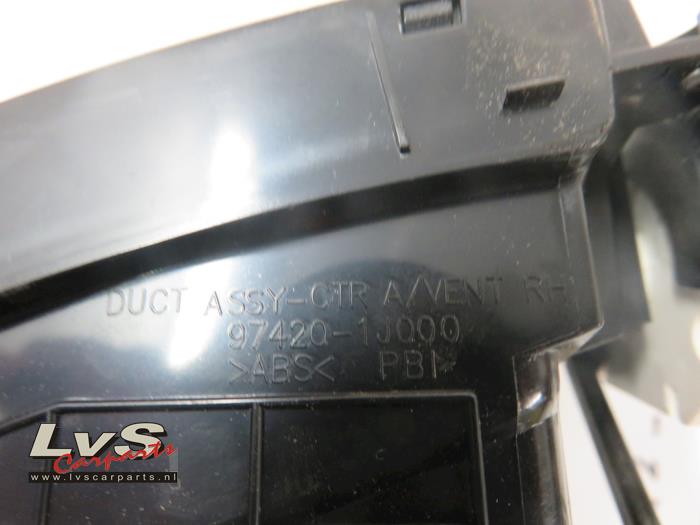 DUCT ASSY-CTR A/VENT RH
97420-1J000
>ABS< PBI>
LvS
Carparts
www.lvscarparts.nl